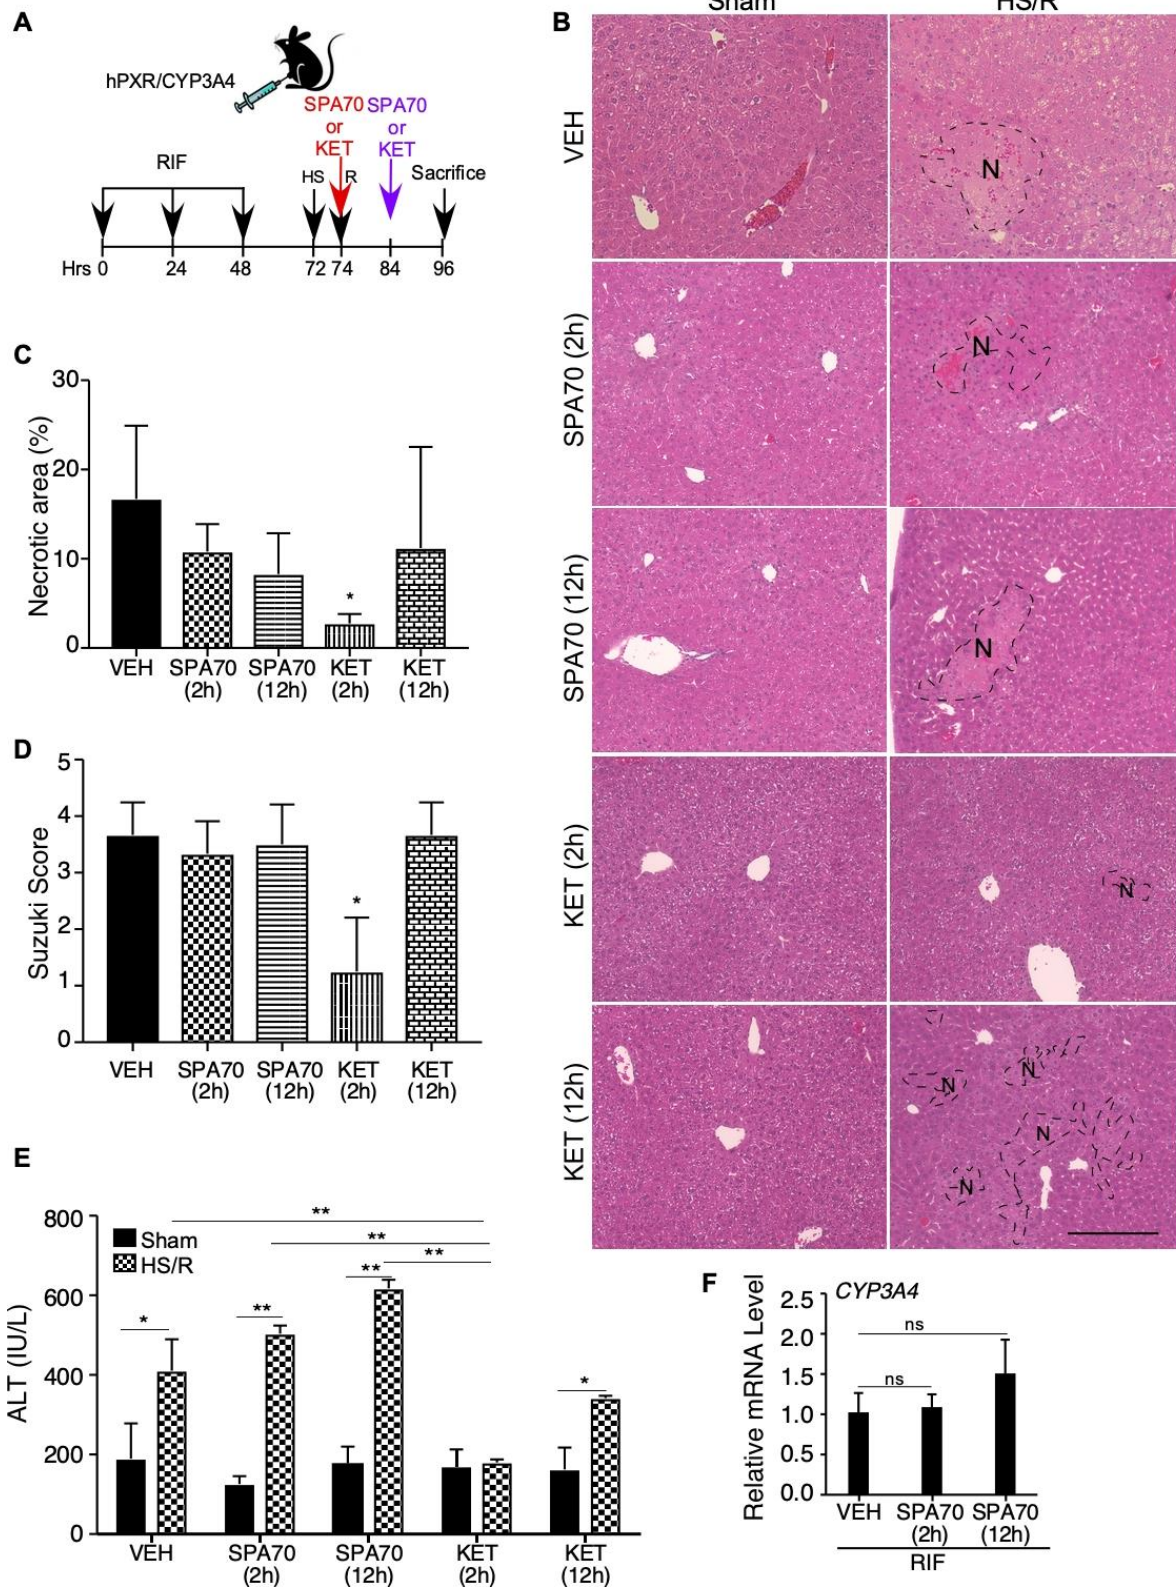 A
hPXR/CYP3A4
SPA70 SPA70
or or
KET KET
RIF
HS R Sacrifice
Hrs 0 24 48 72 74 84 96
B
Sham HS/R
VEH
N
SPA70 (2h)
N
SPA70 (12h)
N
KET (2h)
N
KET (12h)
N N
N
N
C
Necrotic area (%)
30
20
10
0
*
VEH SPA70 SPA70 KET KET
(2h) (12h) (2h) (12h)
D
Suzuki Score
5
4
3
2
1
0
*
VEH SPA70 SPA70 KET KET
(2h) (12h) (2h) (12h)
E
ALT (IU/L)
800
600
400
200
0
Sham
HS/R
**
**
**
**
*
**
*
VEH SPA70 SPA70 KET KET
(2h) (12h) (2h) (12h)
F
CYP3A4
Relative mRNA Level
2.5
2.0
1.5
1.0
0.5
0.0
ns
ns
VEH SPA70 SPA70
(2h) (12h)
RIF